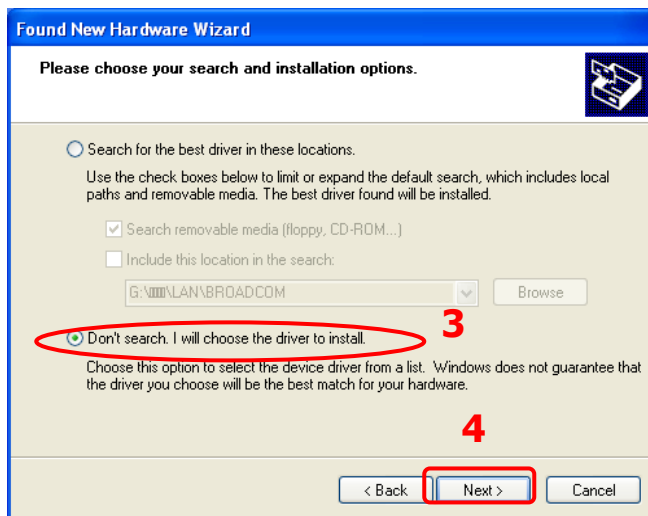 Found New Hardware Wizard
Please choose your search and installation options.
Search for the best driver in these locations.
Use the check boxes below to limit or expand the default search, which includes local
paths and removable media. The best driver found will be installed.
Search removable media (floppy, CD-ROM...)
Include this location in the search:
G:\ \LAN\BROADCOM
Browse
3
Don't search. I will choose the driver to install.
Choose this option to select the device driver from a list. Windows does not guarantee that
the driver you choose will be the best match for your hardware.
4
< Back
Next >
Cancel